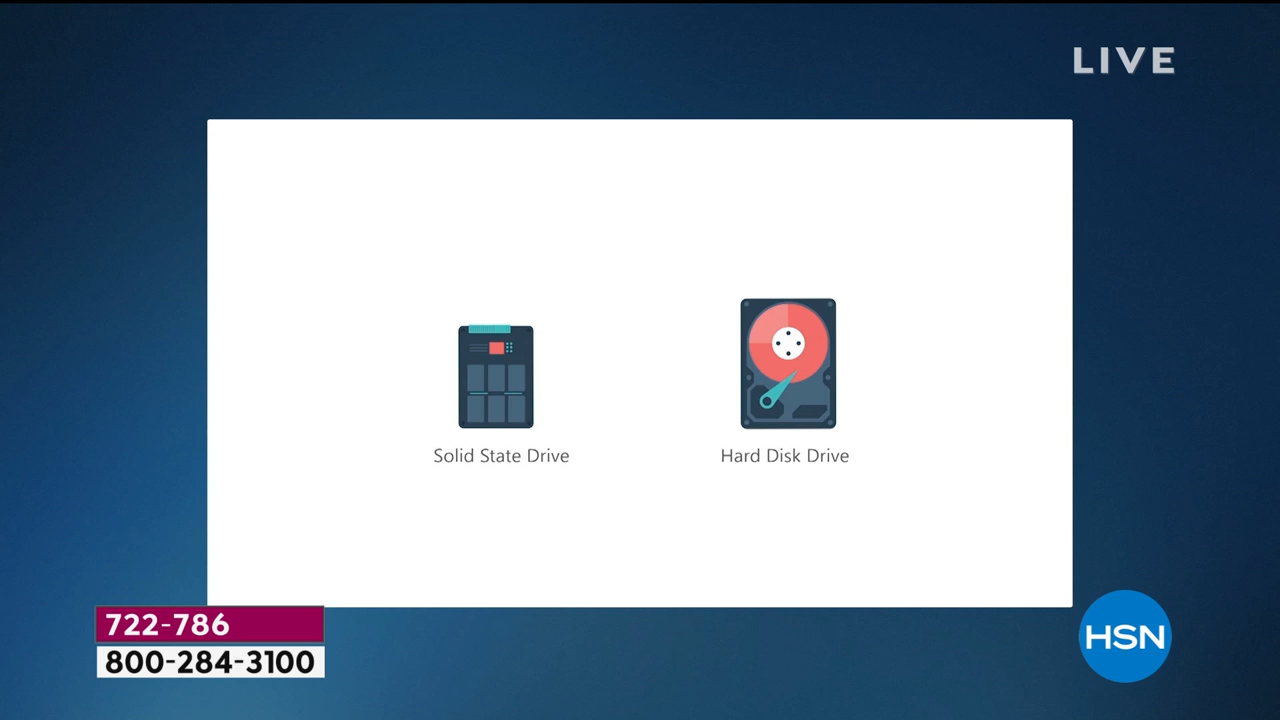 LIVE
Solid State Drive
Hard Disk Drive
722-786
800-284-3100
HSN